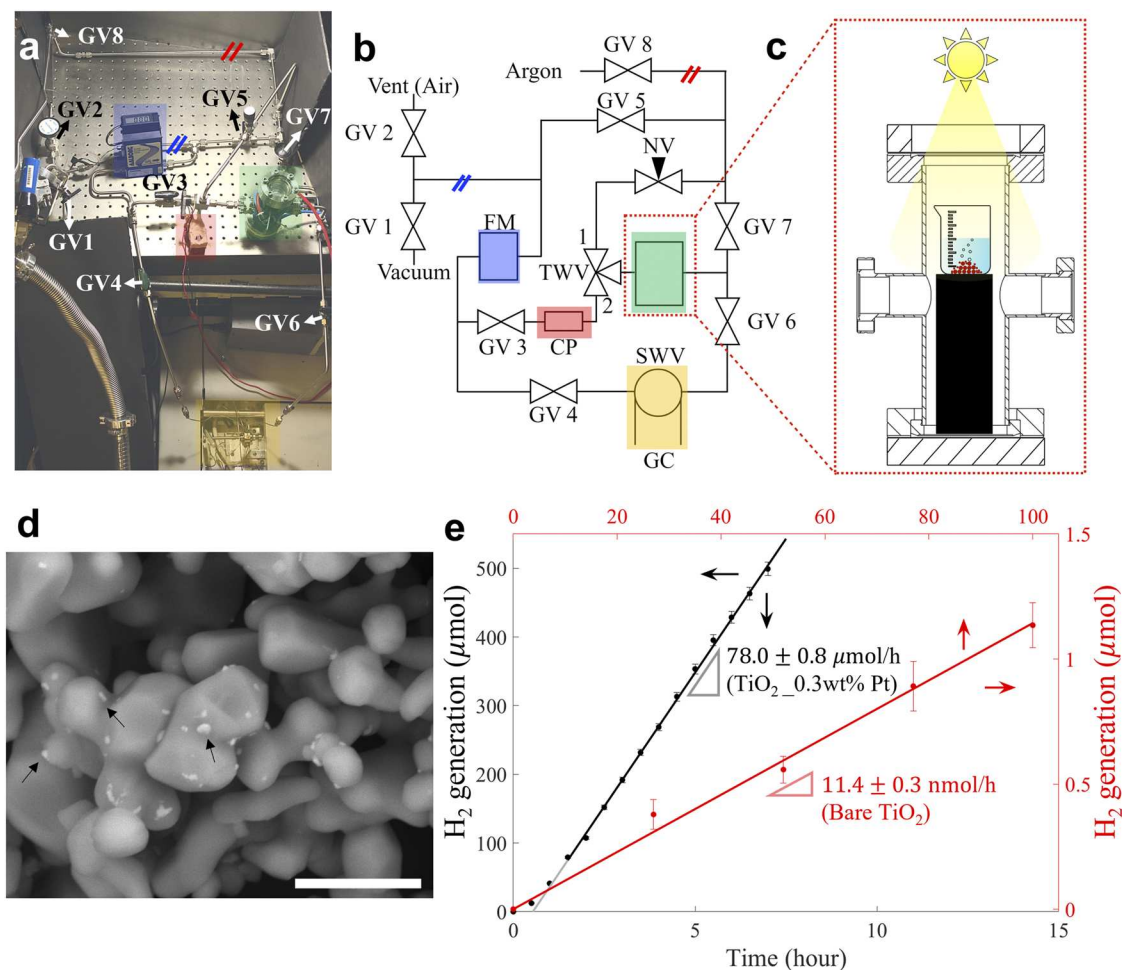 a
GV8
GV2
GV5
GV7
GV3
GV1
GV4
GV6
b
GV 8
Argon
Vent (Air)
GV 5
GV 2
NV
GV 1
FM
1
GV 7
Vacuum
TWV
2
GV 6
GV 3
CP
SWV
GV 4
GC
c
d
e
0 20 40 60 80 100
500
400
300
200
100
0
H₂ generation (μmol)
78.0 ± 0.8 μmol/h
(TiO₂_0.3wt% Pt)
11.4 ± 0.3 nmol/h
(Bare TiO₂)
1.5
1
0.5
0
H₂ generation (μmol)
0 5 10 15
Time (hour)